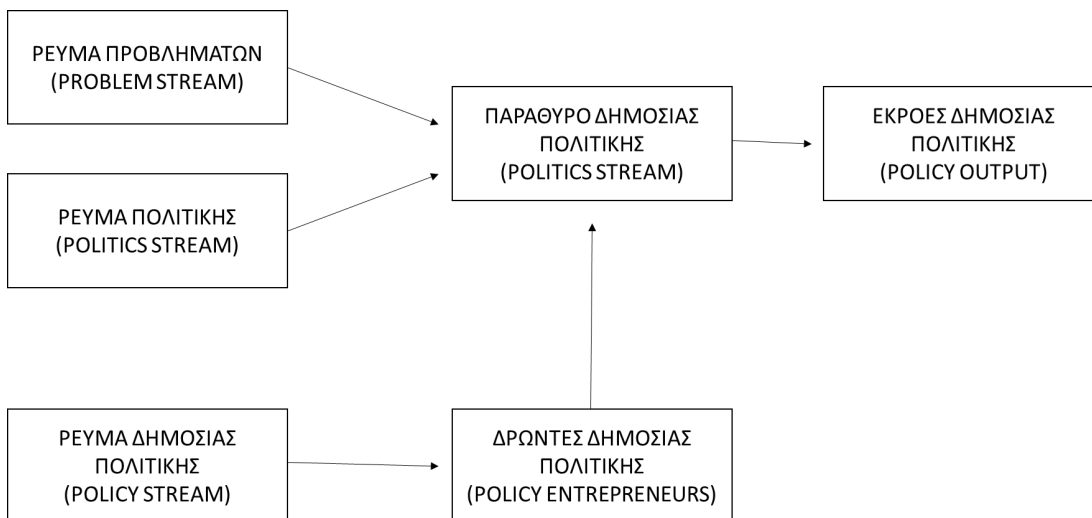 ΡΕΥΜΑ ΠΡΟΒΛΗΜΑΤΩΝ
(PROBLEM STREAM)
ΡΕΥΜΑ ΠΟΛΙΤΙΚΗΣ
(POLITICS STREAM)
ΠΑΡΑΘΥΡΟ ΔΗΜΟΣΙΑΣ
ΠΟΛΙΤΙΚΗΣ
(POLITICS STREAM)
ΕΚΡΟΕΣ ΔΗΜΟΣΙΑΣ
ΠΟΛΙΤΙΚΗΣ
(POLICY OUTPUT)
ΡΕΥΜΑ ΔΗΜΟΣΙΑΣ
ΠΟΛΙΤΙΚΗΣ
(POLICY STREAM)
ΔΡΩΝΤΕΣ ΔΗΜΟΣΙΑΣ
ΠΟΛΙΤΙΚΗΣ
(POLICY ENTREPRENEURS)